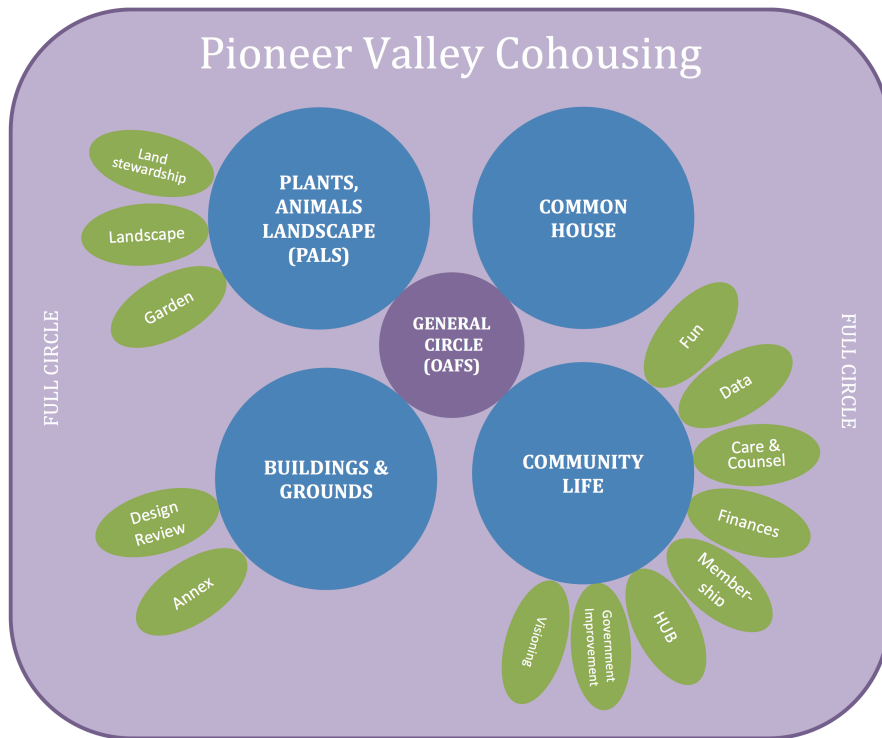 Pioneer Valley Cohousing
Land
stewardship
Landscape
Garden
PLANTS,
ANIMALS
LANDSCAPE
(PALS)
COMMON
HOUSE
GENERAL
CIRCLE
(OAFS)
FULL CIRCLE
FULL CIRCLE
BUILDINGS &
GROUNDS
Design
Review
Annex
COMMUNITY
LIFE
Fun
Data
Care &
Counsel
Finances
Member-
ship
HUB
Government
Improvement
Visioning